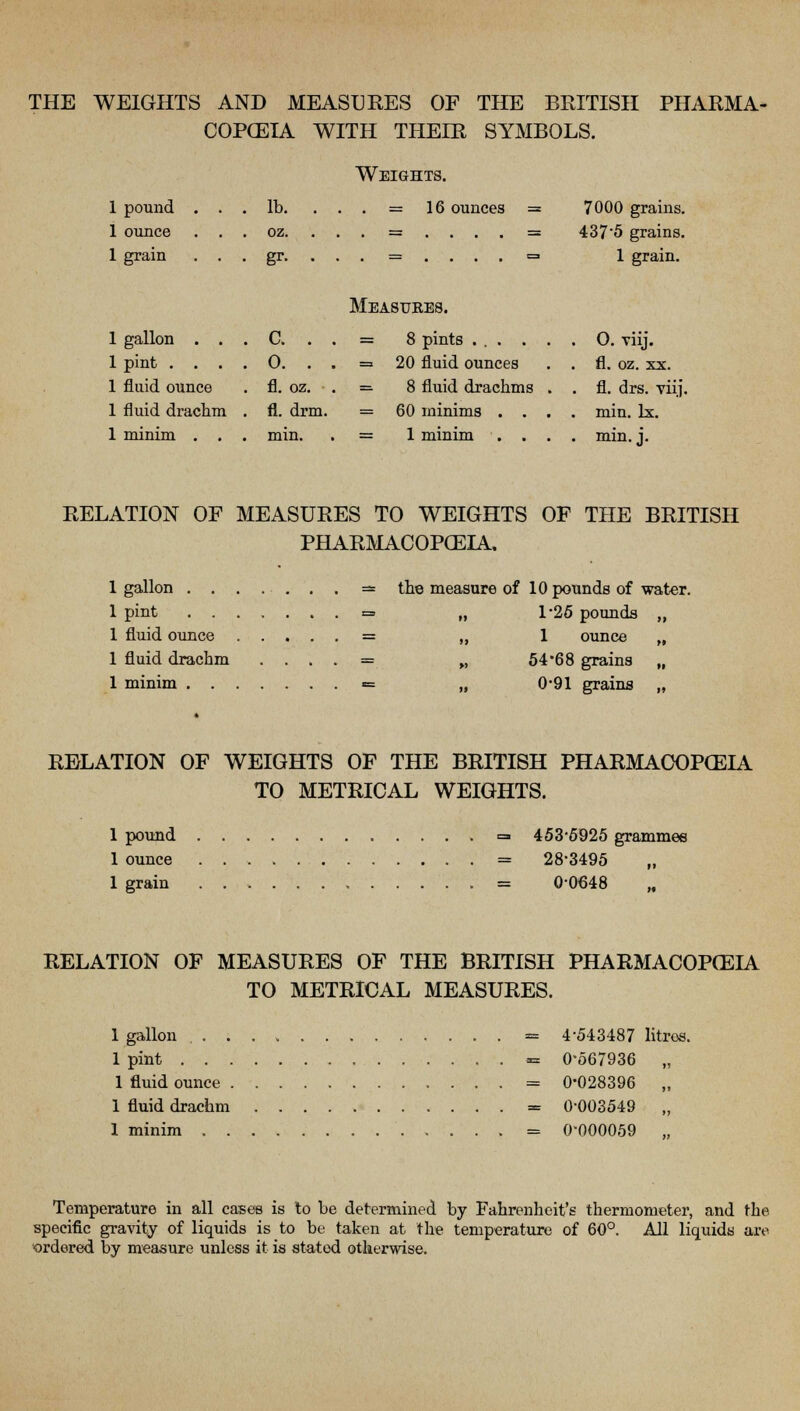 THE WEIGHTS AND MEASURES OF THE BRITISH PHARMA-
COPŒIA WITH THEIR SYMBOLS.
WEIGHTS.
1 pound . . . lb. . . . . = 16 ounces = 7000 grains.
1 ounce . . . oz. . . . . = . . . . = 437·5 grains.
1 grain . . . gr. . . . . = . . . . = 1 grain.
MEASURES.
1 gallon . . . C. . . = 8 pints . . . . . . . O. viij.
1 pint . . . . O. . . = 20 fluid ounces . . fl. oz. xx.
1 fluid ounce . fl. oz. . = 8 fluid drachms . . fl. drs. viij.
1 fluid drachm . fl. drm. = 60 minims . . . . min. lx.
1 minim . . . min. . = 1 minim . . . . min. j.
RELATION OF MEASURES TO WEIGHTS OF THE BRITISH
PHARMACOPŒIA.
1 gallon . . . . . . . = the measure of 10 pounds of water.
1 pint . . . . . . . = „ 1·25 pounds „
1 fluid ounce . . . . . = „ 1 ounce „
1 fluid drachm . . . . = „ 54·68 grains „
1 minim . . . . . . . = „ 0·91 grains „
RELATION OF WEIGHTS OF THE BRITISH PHARMACOPŒIA
TO METRICAL WEIGHTS.
1 pound . . . . . . . . . . . . = 453·5925 grammes
1 ounce . . . . . . . . . . . . = 28·3495 „
1 grain . . . . . . . . . . . . = 0·0648 „
RELATION OF MEASURES OF THE BRITISH PHARMACOPŒIA
TO METRICAL MEASURES.
1 gallon . . . . . . . . . . . . . = 4·543487 litres.
1 pint . . . . . . . . . . . . . . = 0·567936 „
1 fluid ounce . . . . . . . . . . . . = 0·028396 „
1 fluid drachm . . . . . . . . . . . = 0·003549 „
1 minim . . . . . . . . . . . . . = 0·000059 „
Temperature in all cases is to be determined by Fahrenheit's thermometer, and the
specific gravity of liquids is to be taken at the temperature of 60°. All liquids are
ordered by measure unless it is stated otherwise.